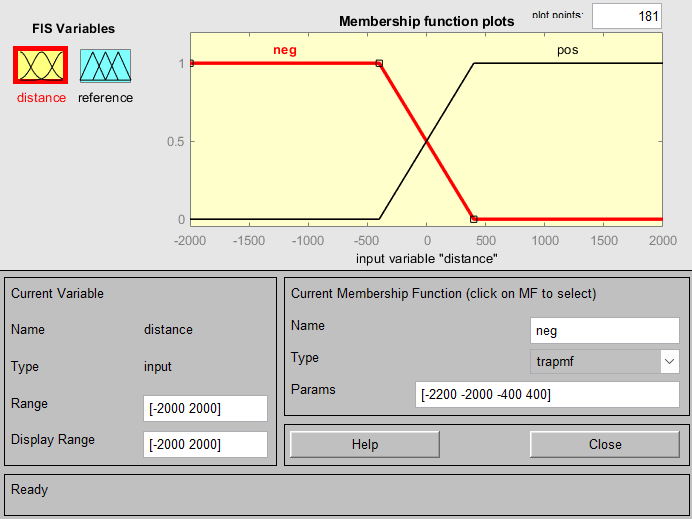 FIS Variables
distance reference
Membership function plots
plot points: 181
neg
pos
1
0.5
0
-2000 -1500 -1000 -500 0 500 1000 1500 2000
input variable "distance"
Current Variable
Name distance
Type input
Range [-2000 2000]
Display Range [-2000 2000]
Current Membership Function (click on MF to select)
Name neg
Type trapmf
Params [-2200 -2000 -400 400]
Help Close
Ready